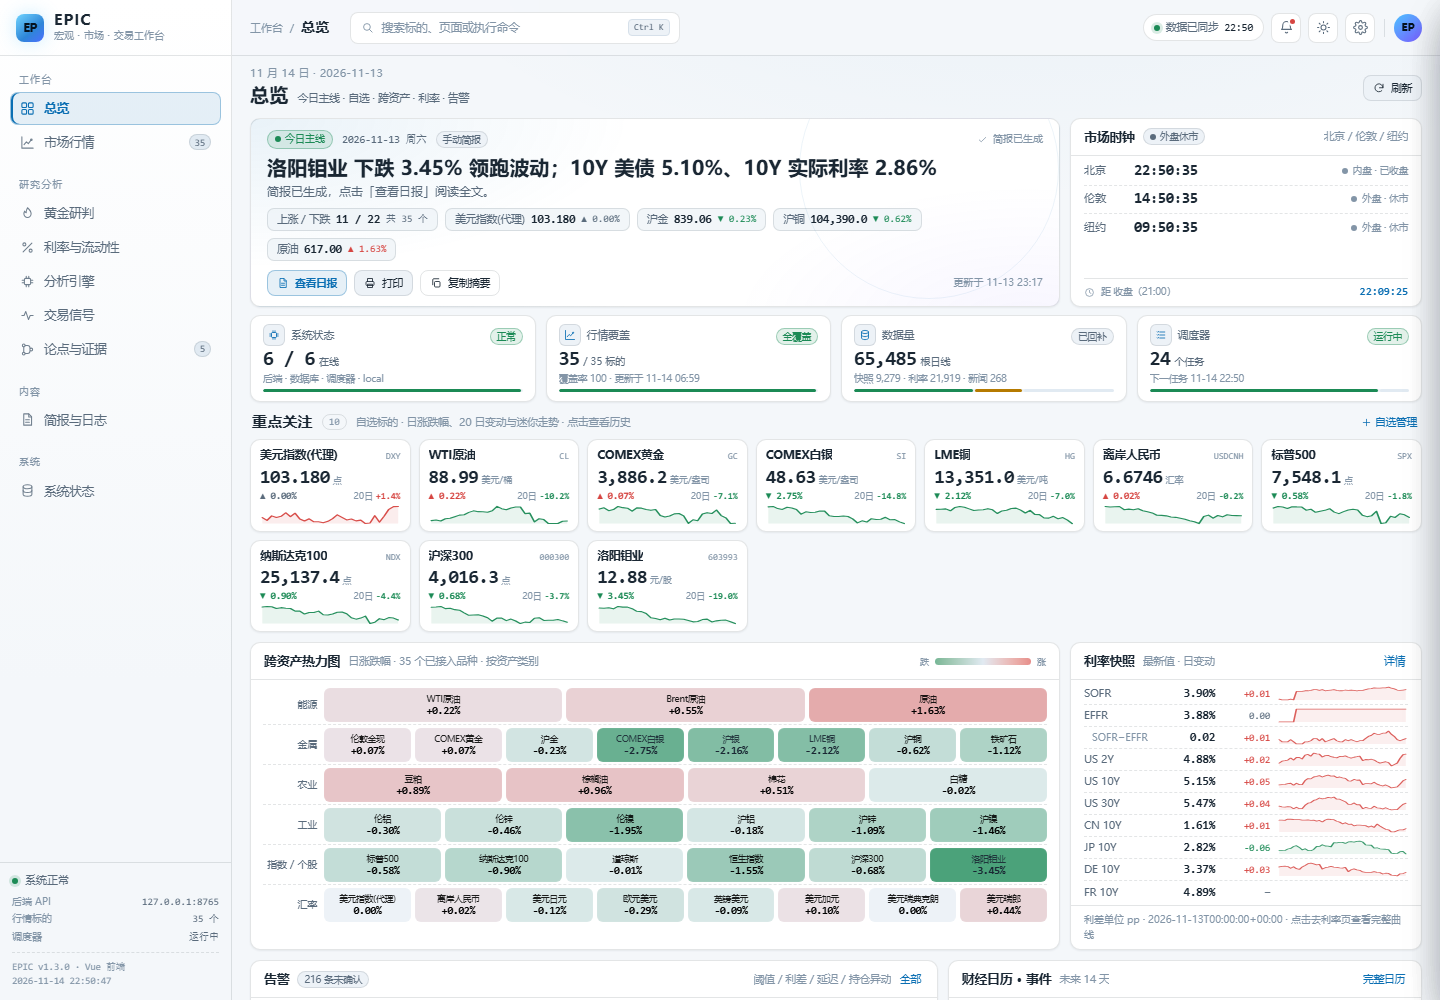 EP EPIC
宏观 · 市场 · 交易工作台
工作台 / 总览
搜索标的、页面或执行命令 Ctrl K
数据已同步 22:50
EP
工作台
总览
市场行情 35
研究分析
黄金研判
利率与流动性
分析引擎
交易信号
论点与证据 5
内容
简报与日志
系统
系统状态
系统正常
后端 API 127.0.0.1:8765
行情标的 35 个
调度器 运行中
EPIC v1.3.0 · Vue 前端
2026-11-14 22:50:47
11 月 14 日 · 2026-11-13
总览 今日主线 · 自选 · 跨资产 · 利率 · 告警
刷新
今日主线 2026-11-13 周六 手动简报 简报已生成
洛阳钼业 下跌 3.45% 领跑波动；10Y 美债 5.10%、10Y 实际利率 2.86%
简报已生成，点击「查看日报」阅读全文。
上涨 / 下跌 11 / 22 共 35 个 美元指数(代理) 103.180 ▲ 0.00% 沪金 839.06 ▼ 0.23% 沪铜 104,390.0 ▼ 0.62%
原油 617.00 ▲ 1.63%
查看日报 打印 复制摘要 更新于 11-13 23:17
市场时钟 外盘休市 北京 / 伦敦 / 纽约
北京 22:50:35 内盘 · 已收盘
伦敦 14:50:35 外盘 · 休市
纽约 09:50:35 外盘 · 休市
距 收盘 (21:00) 22:09:25
系统状态 正常
6 / 6 在线
后端 · 数据库 · 调度器 · local
行情覆盖 全覆盖
35 / 35 标的
覆盖率 100 · 更新于 11-14 06:59
数据量 已回补
65,485 根日线
快照 9,279 · 利率 21,919 · 新闻 268
调度器 运行中
24 个任务
下一任务 11-14 22:50
重点关注 10 自选标的 · 日涨跌幅、20 日变动与迷你走势 · 点击查看历史 + 自选管理
美元指数(代理) DXY
103.180 点
▲ 0.00% 20日 +1.4%
WTI原油 CL
88.99 美元/桶
▲ 0.22% 20日 -10.2%
COMEX黄金 GC
3,886.2 美元/盎司
▲ 0.07% 20日 -7.1%
COMEX白银 SI
48.63 美元/盎司
▼ 2.75% 20日 -14.8%
LME铜 HG
13,351.0 美元/吨
▼ 2.12% 20日 -7.0%
离岸人民币 USDCNH
6.6746 汇率
▲ 0.02% 20日 -0.2%
标普500 SPX
7,548.1 点
▼ 0.58% 20日 -1.8%
纳斯达克100 NDX
25,137.4 点
▼ 0.90% 20日 -4.4%
沪深300 000300
4,016.3 点
▼ 0.68% 20日 -3.7%
洛阳钼业 603993
12.88 元/股
▼ 3.45% 20日 -19.0%
跨资产热力图 日涨跌幅 · 35 个已接入品种 · 按资产类别 跌 涨
能源
WTI原油 Brent原油 原油
+0.22% +0.55% +1.63%
金属
伦敦金现 COMEX黄金 沪金 COMEX白银 沪银 LME铜 沪铜 铁矿石
+0.07% +0.07% -0.23% -2.75% -2.16% -2.12% -0.62% -1.12%
农业
豆粕 棕榈油 棉花 白糖
+0.89% +0.96% +0.51% -0.02%
工业
伦铝 伦锌 伦镍 沪铝 沪锌 沪镍
-0.30% -0.46% -1.95% -0.18% -1.09% -1.46%
指数 / 个股
标普500 纳斯达克100 道琼斯 恒生指数 沪深300 洛阳钼业
-0.58% -0.90% -0.01% -1.55% -0.68% -3.45%
汇率
美元指数(代理) 离岸人民币 美元日元 欧元美元 英镑美元 美元加元 美元瑞典克朗 美元瑞郎
0.00% +0.02% -0.12% -0.29% -0.09% +0.10% 0.00% +0.44%
利率快照 最新值 · 日变动 详情
SOFR 3.90% +0.01
EFFR 3.88% 0.00
SOFR−EFFR 0.02 +0.01
US 2Y 4.88% +0.02
US 10Y 5.15% +0.05
US 30Y 5.47% +0.04
CN 10Y 1.61% +0.01
JP 10Y 2.82% -0.06
DE 10Y 3.37% +0.03
FR 10Y 4.89% —
利差单位 pp · 2026-11-13T00:00:00+00:00 · 点击去利率页查看完整曲
线
告警 216 条未确认 阈值 / 利差 / 延迟 / 持仓异动 全部
财经日历 • 事件 未来 14 天 完整日历